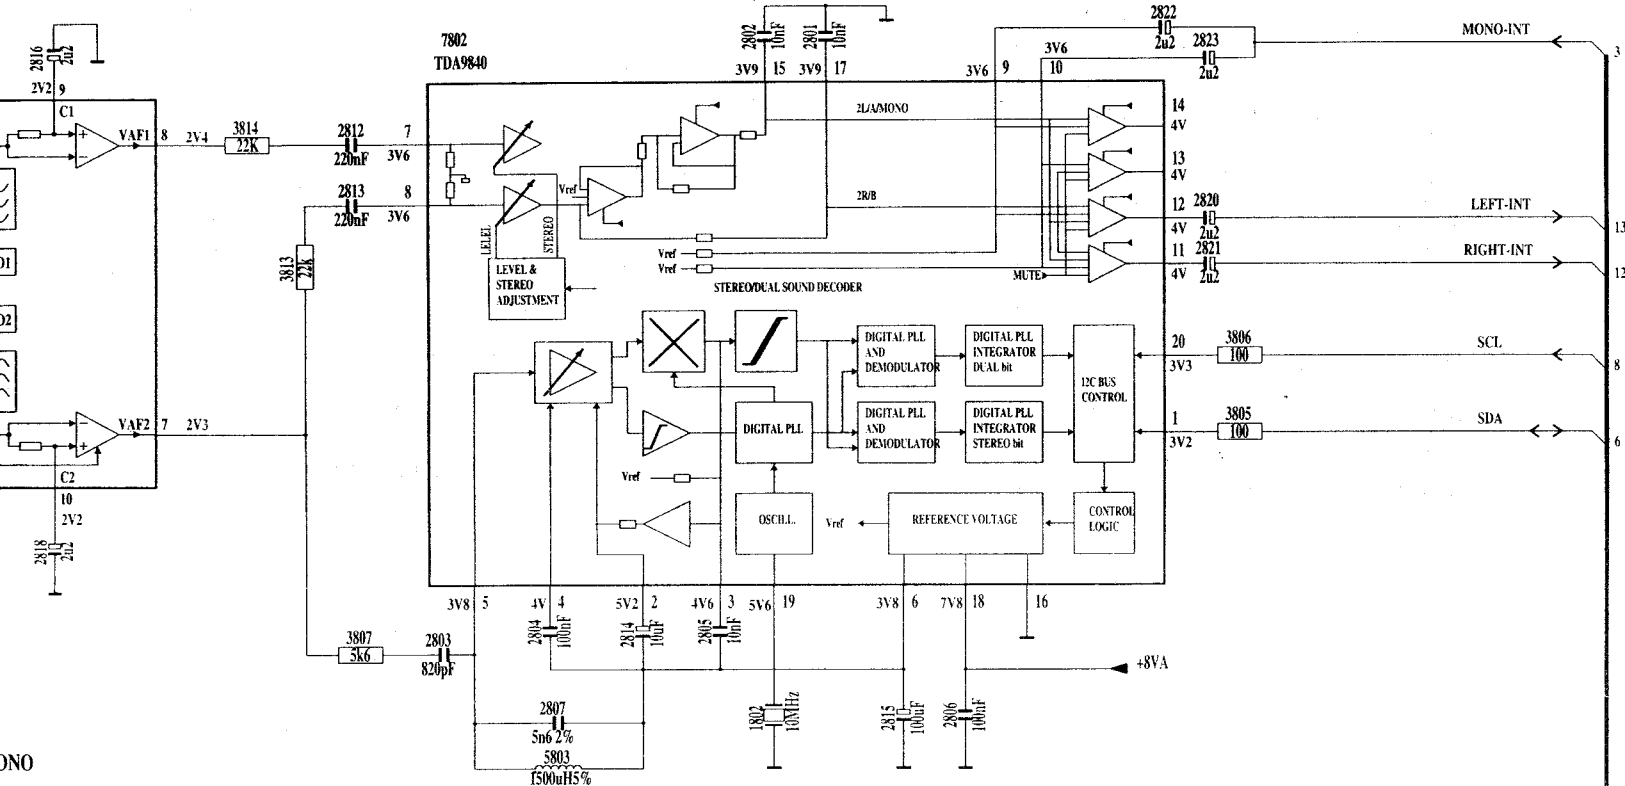 2816
2u2
2V2 9
C1
VAF1 8
2V4
3814
22K
2812
220nF
7
3V6
2813
220nF
8
3V6
3813
22k
VAF2 7
2V3
C2
10
2V2
2818
2u2
7802
TDA9840
2802
10nF
2801
10nF
3V9 15
3V9 17
3V6 9
3V6
10
2822
2u2
2823
2u2
MONO-INT
3
2L/A/MONO
14
4V
13
4V
12
4V
11
4V
2820
2u2
2821
2u2
LEFT-INT
13
RIGHT-INT
12
Vref
2R/B
LELEL
STEREO
LEVEL &
STEREO
ADJUSTMENT
Vref
Vref
MUTE
STEREO/DUAL SOUND DECODER
DIGITAL PLL
AND
DEMODULATOR
DIGITAL PLL
INTEGRATOR
DUAL bit
I2C BUS
CONTROL
20
3V3
3806
100
SCL
8
DIGITAL PLL
DIGITAL PLL
AND
DEMODULATOR
DIGITAL PLL
INTEGRATOR
STEREO bit
1
3V2
3805
100
SDA
6
Vref
OSCILL.
Vref
REFERENCE VOLTAGE
CONTROL
LOGIC
3V8 5
4V 4
5V2 2
4V6 3
5V6 19
3V8 6
7V8 18
16
2804
100nF
2814
10uF
2805
10nF
3807
5k6
2803
820pF
+8VA
2807
5n6 2%
5803
1500uH5%
1802
10MHz
2815
100uF
2806
100nF
ONO